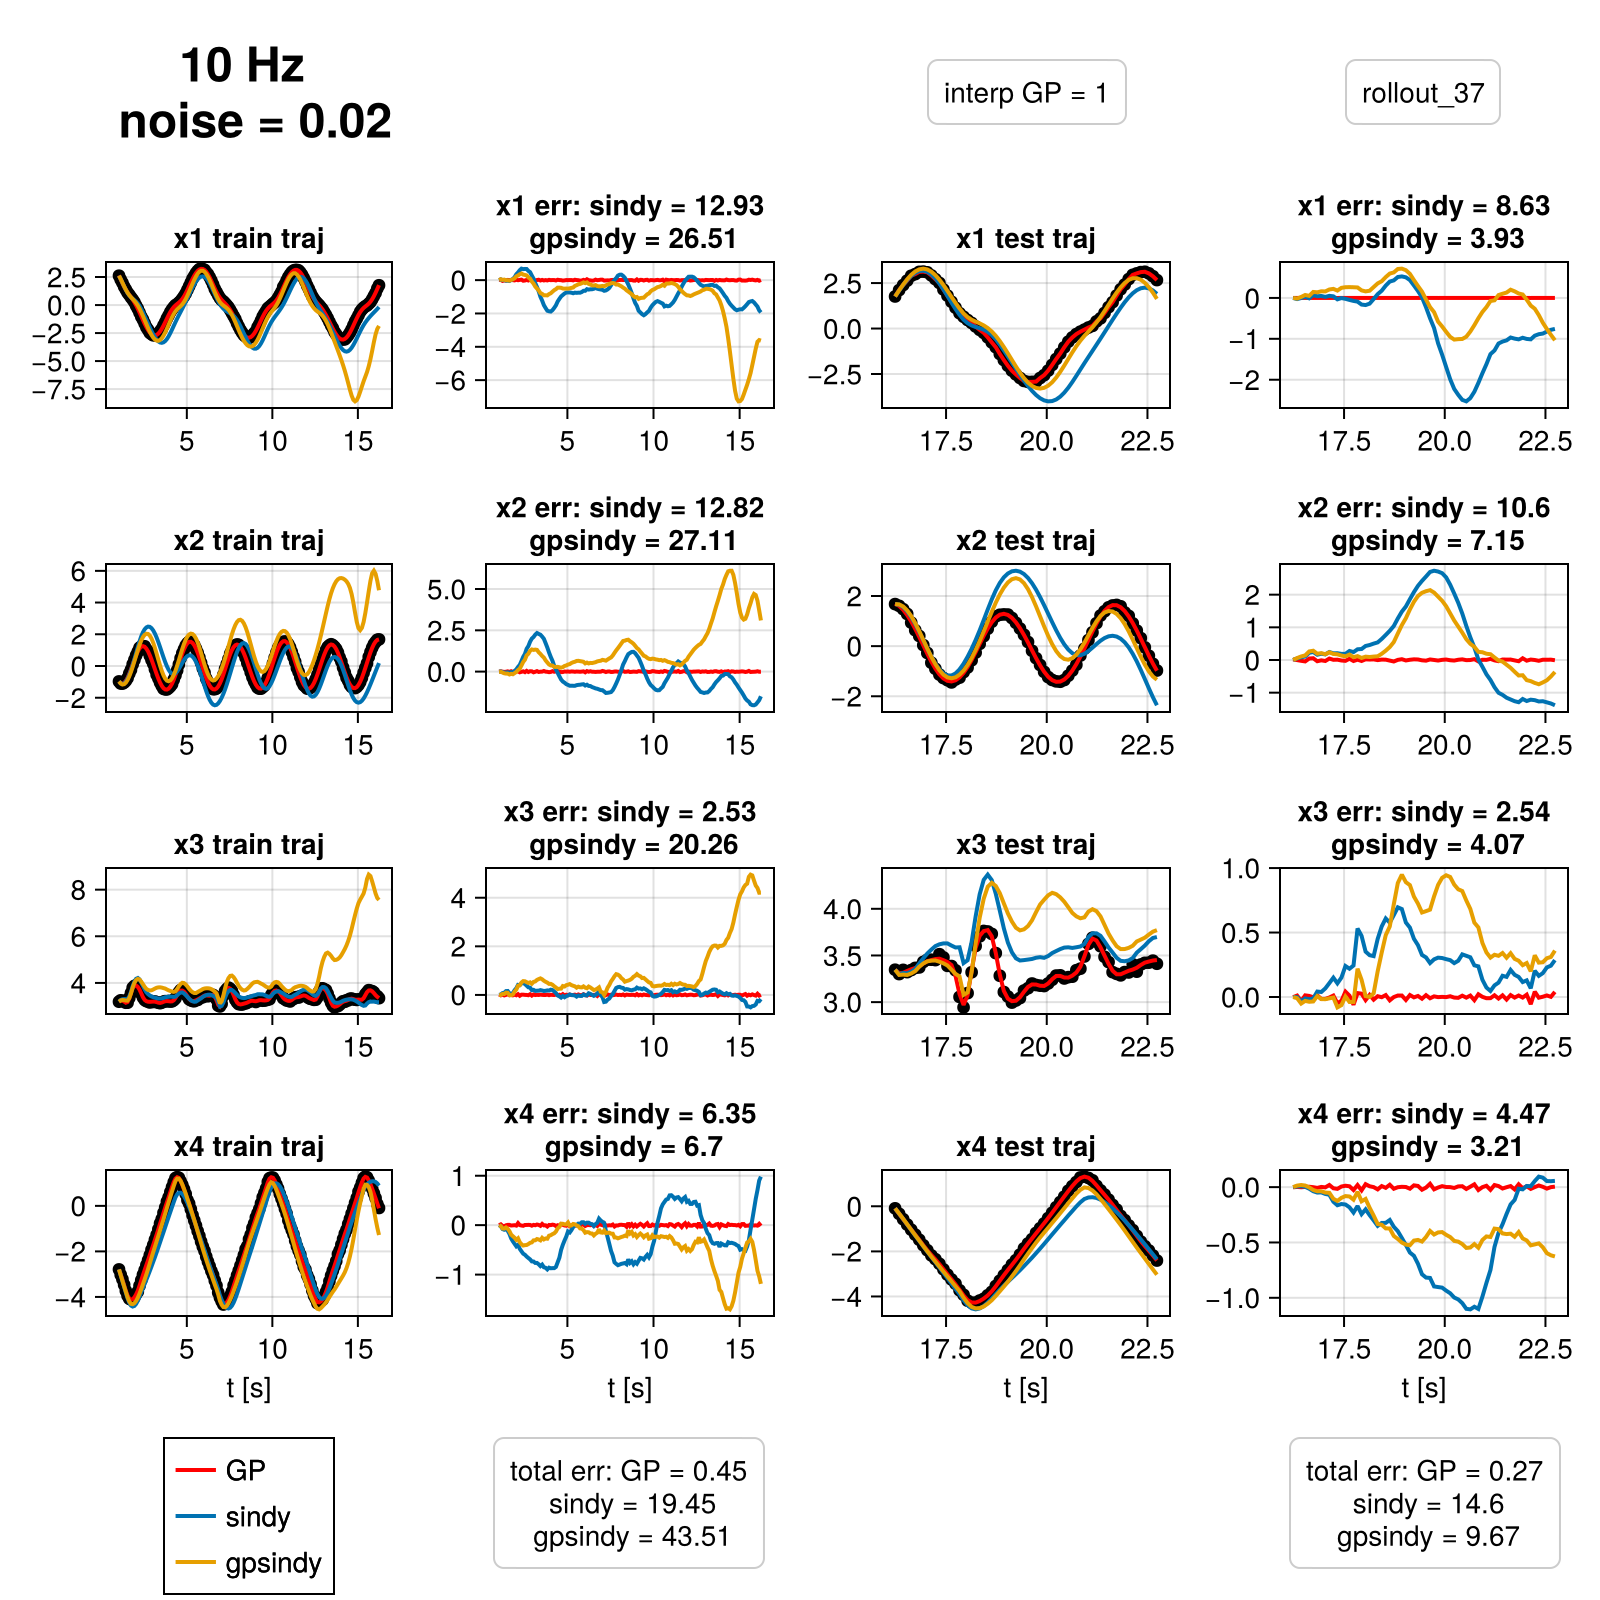 10 Hz
noise = 0.02
interp GP = 1
rollout_37
x1 train traj
2.5
0.0
−2.5
−5.0
−7.5
5 10 15
x1 err: sindy = 12.93
gpsindy = 26.51
0
−2
−4
−6
5 10 15
x1 test traj
2.5
0.0
−2.5
17.5 20.0 22.5
x1 err: sindy = 8.63
gpsindy = 3.93
0
−1
−2
17.5 20.0 22.5
x2 train traj
6
4
2
0
−2
5 10 15
x2 err: sindy = 12.82
gpsindy = 27.11
5.0
2.5
0.0
5 10 15
x2 test traj
2
0
−2
17.5 20.0 22.5
x2 err: sindy = 10.6
gpsindy = 7.15
2
1
0
−1
17.5 20.0 22.5
x3 train traj
8
6
4
5 10 15
x3 err: sindy = 2.53
gpsindy = 20.26
4
2
0
5 10 15
x3 test traj
4.0
3.5
3.0
17.5 20.0 22.5
x3 err: sindy = 2.54
gpsindy = 4.07
1.0
0.5
0.0
17.5 20.0 22.5
x4 train traj
0
−2
−4
5 10 15
t [s]
x4 err: sindy = 6.35
gpsindy = 6.7
1
0
−1
5 10 15
t [s]
x4 test traj
0
−2
−4
17.5 20.0 22.5
t [s]
x4 err: sindy = 4.47
gpsindy = 3.21
0.0
−0.5
−1.0
17.5 20.0 22.5
t [s]
GP
sindy
gpsindy
total err: GP = 0.45
sindy = 19.45
gpsindy = 43.51
total err: GP = 0.27
sindy = 14.6
gpsindy = 9.67